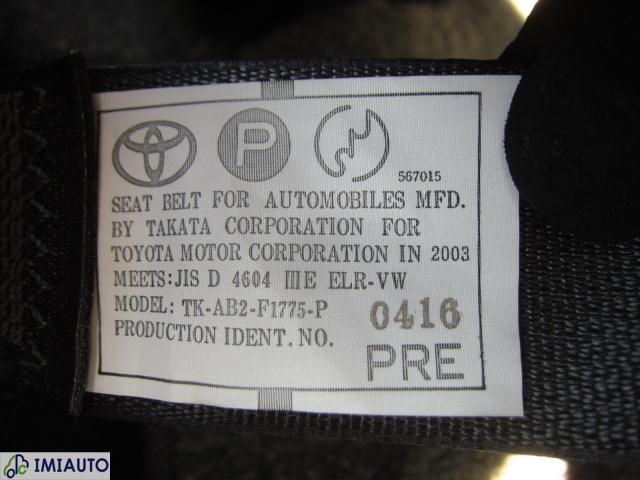 P
567015
SEAT BELT FOR AUTOMOBILES MFD.
BY TAKATA CORPORATION FOR
TOYOTA MOTOR CORPORATION IN 2003
MEETS:JIS D 4604 IIIE ELR-VW
MODEL: TK-AB2-F1775-P 0416
PRODUCTION IDENT. NO. PRE
IMIAUTO